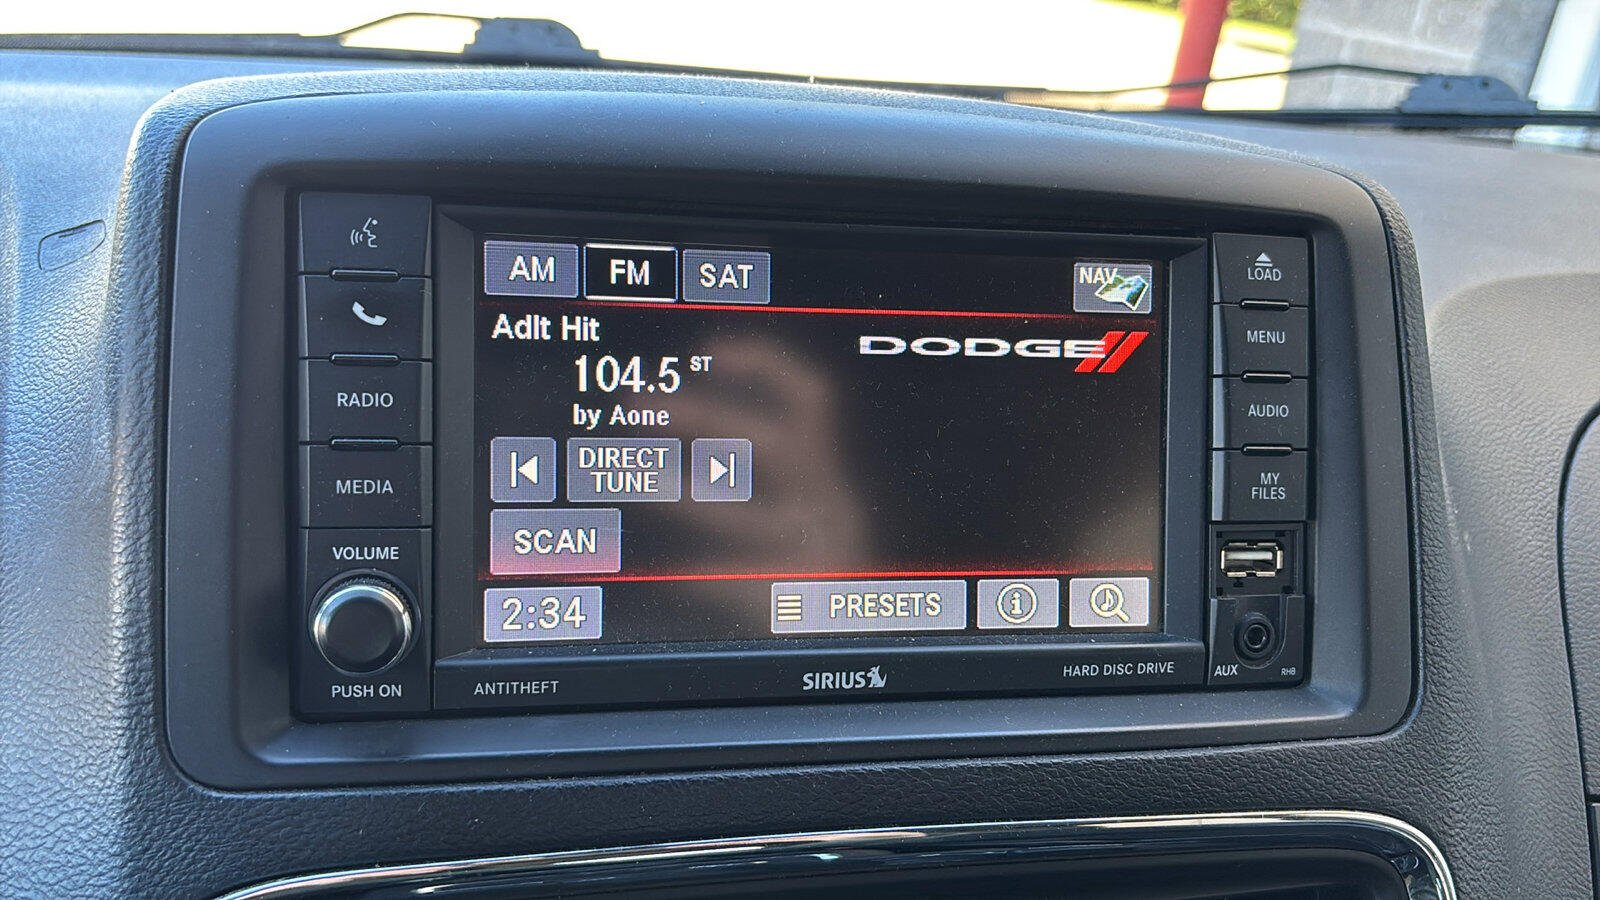 AM FM SAT
NAV
Adlt Hit
104.5 ST
by Aone
DODGE
DIRECT
TUNE
SCAN
2:34
PRESETS
RADIO
MEDIA
VOLUME
PUSH ON
LOAD
MENU
AUDIO
MY
FILES
AUX
RHB
ANTITHEFT
SIRIUS
HARD DISC DRIVE